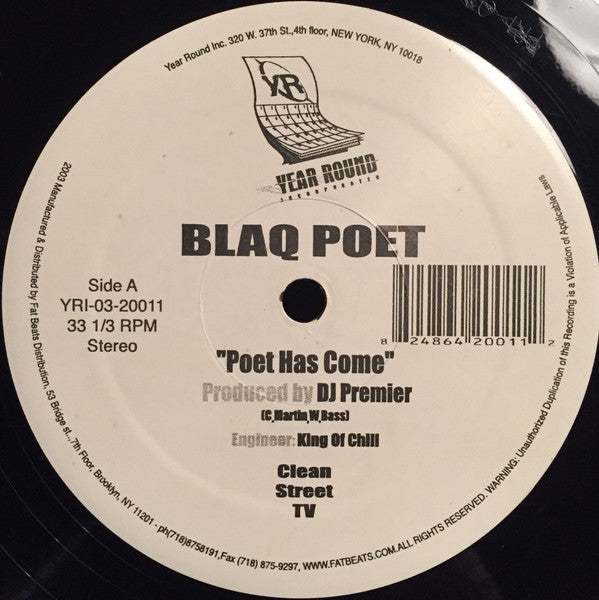 Year Round Inc. 320 W. 37th St.,4th floor, NEW YORK, NY 10018
YR
YEAR ROUND
INCORPORATED
BLAQ POET
Side A
YRI-03-20011
33 1/3 RPM
Stereo
8 24864 20011 2
"Poet Has Come"
Produced by DJ Premier
(C,Martin,W,Bass)
Engineer: King Of Chill
Clean
Street
TV
2003 Manufactured & Distributed by Fat Beats Distribution. 53 Bridge st..,7th Floor, Brooklyn, NY 11201 - ph(718)8758191,Fax (718) 875-9297, WWW.FATBEATS.COM.ALL RIGHTS RESERVED. WARNING: Unauthorized Duplication of this Recording is a Violation of Applicable Laws